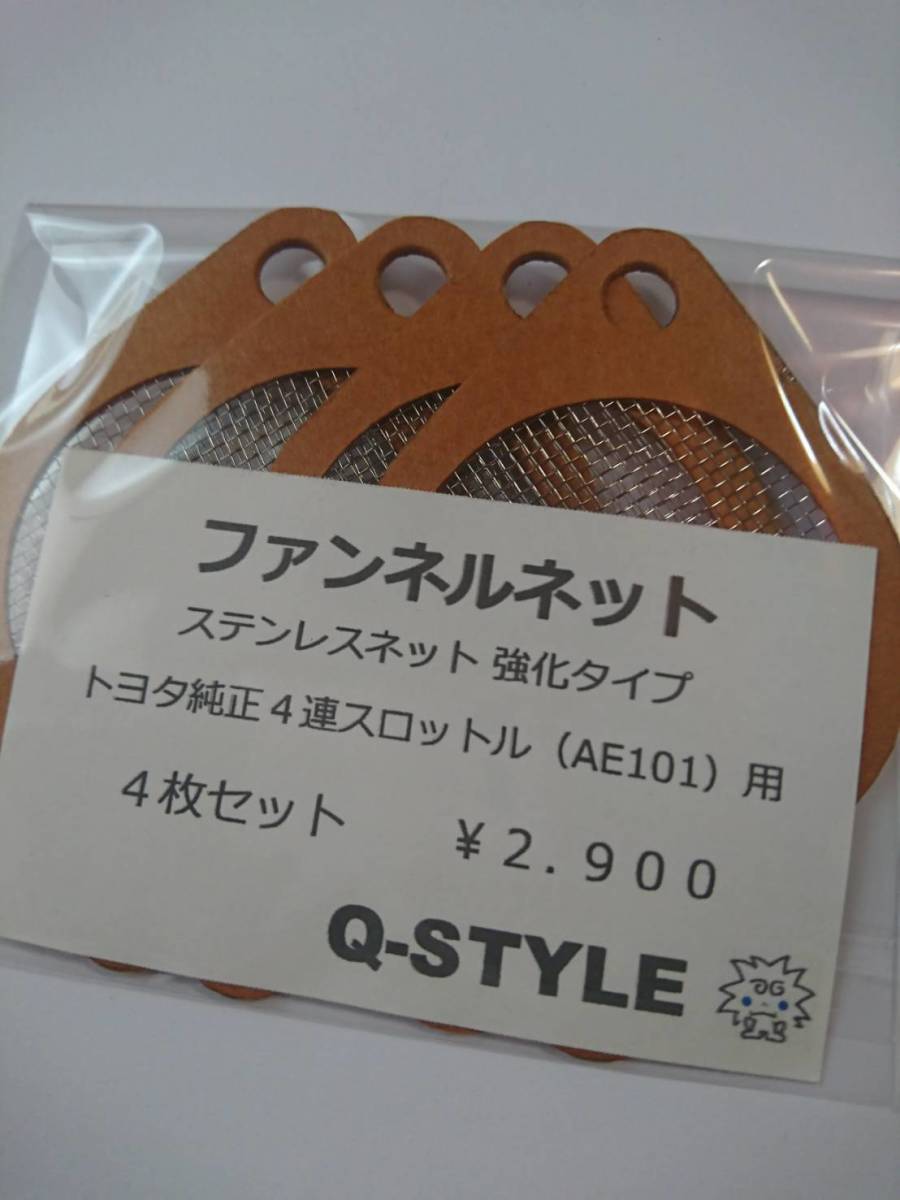 ファンネルネット
ステンレスネット 強化タイプ
トヨタ純正４連スロットル（AE101）用
４枚セット　￥２.９００
Q-STYLE